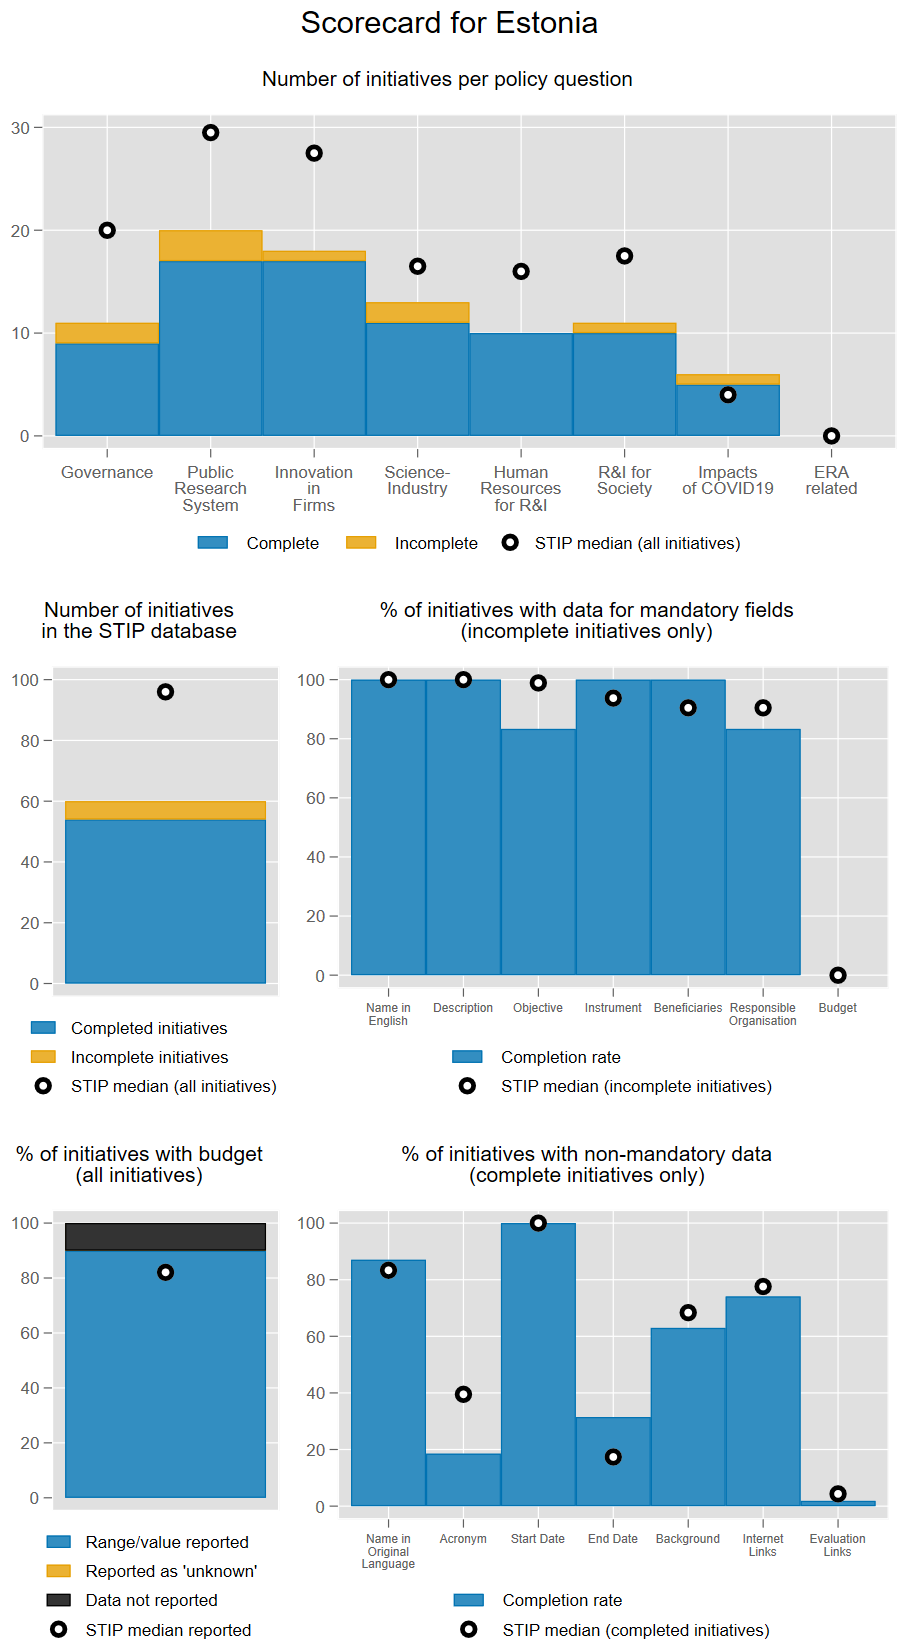 Scorecard for Estonia
Number of initiatives per policy question
30
20
10
0
Governance
Public
Research
System
Innovation
in
Firms
Science-
Industry
Human
Resources
for R&I
R&I for
Society
Impacts
of COVID19
ERA
related
Complete
Incomplete
STIP median (all initiatives)
Number of initiatives
in the STIP database
100
80
60
40
20
0
Completed initiatives
Incomplete initiatives
STIP median (all initiatives)
% of initiatives with data for mandatory fields
(incomplete initiatives only)
100
80
60
40
20
0
Name in
English
Description
Objective
Instrument
Beneficiaries
Responsible
Organisation
Budget
Completion rate
STIP median (incomplete initiatives)
% of initiatives with budget
(all initiatives)
100
80
60
40
20
0
Range/value reported
Reported as 'unknown'
Data not reported
STIP median reported
% of initiatives with non-mandatory data
(complete initiatives only)
100
80
60
40
20
0
Name in
Original
Language
Acronym
Start Date
End Date
Background
Internet
Links
Evaluation
Links
Completion rate
STIP median (completed initiatives)